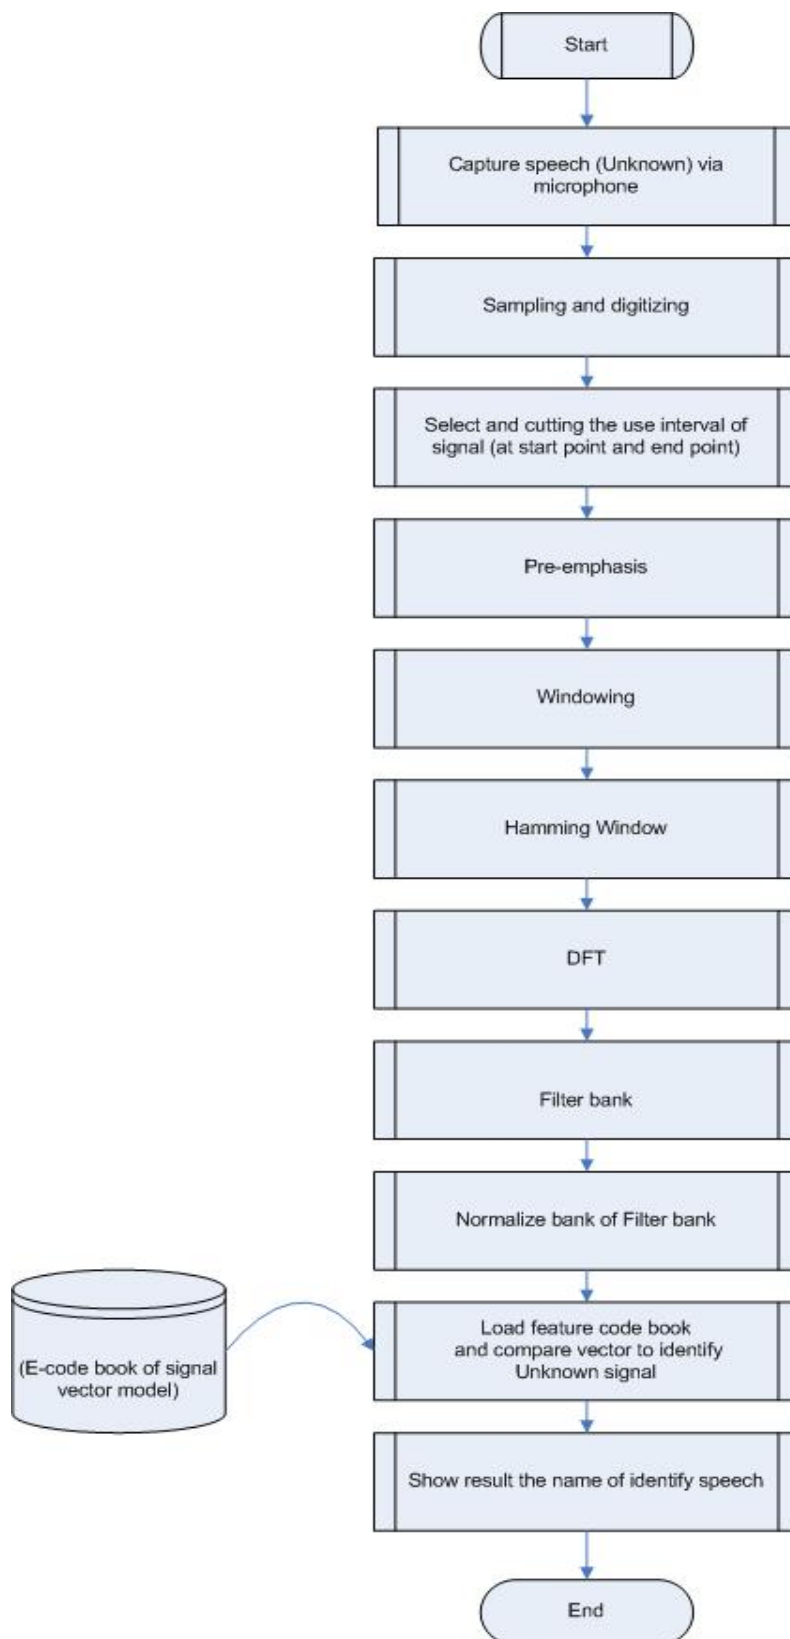 Start
Capture speech (Unknown) via
microphone
Sampling and digitizing
Select and cutting the use interval of
signal (at start point and end point)
Pre-emphasis
Windowing
Hamming Window
DFT
Filter bank
Normalize bank of Filter bank
(E-code book of signal
vector model)
Load feature code book
and compare vector to identify
Unknown signal
Show result the name of identify speech
End